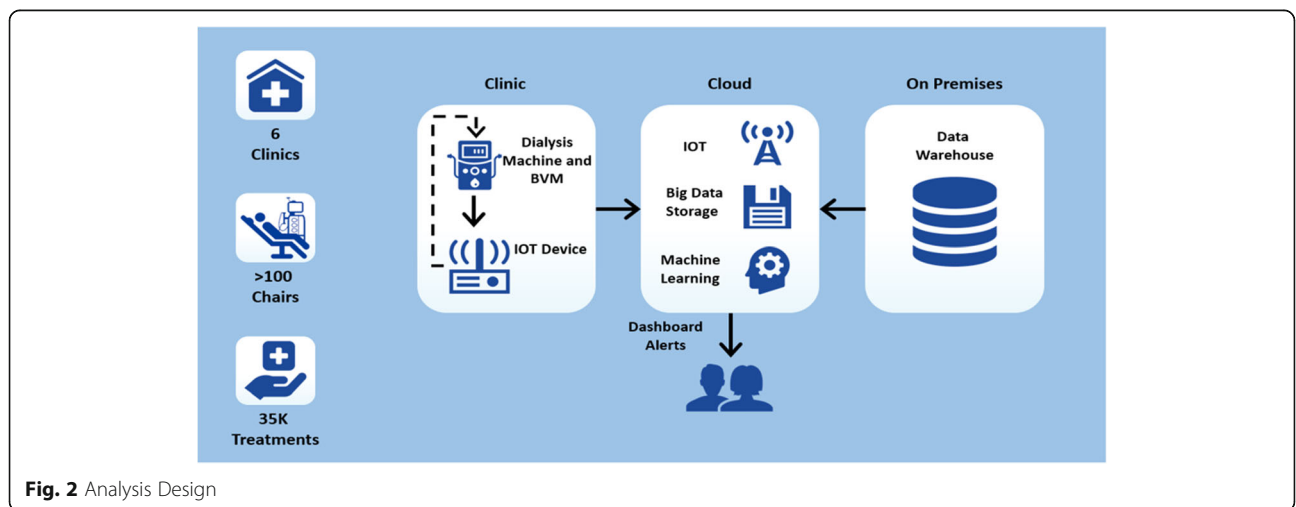 6
Clinics
>100
Chairs
35K
Treatments
Clinic
Dialysis
Machine and
BVM
IOT Device
Cloud
IOT
Big Data
Storage
Machine
Learning
Dashboard
Alerts
On Premises
Data
Warehouse
Fig. 2 Analysis Design